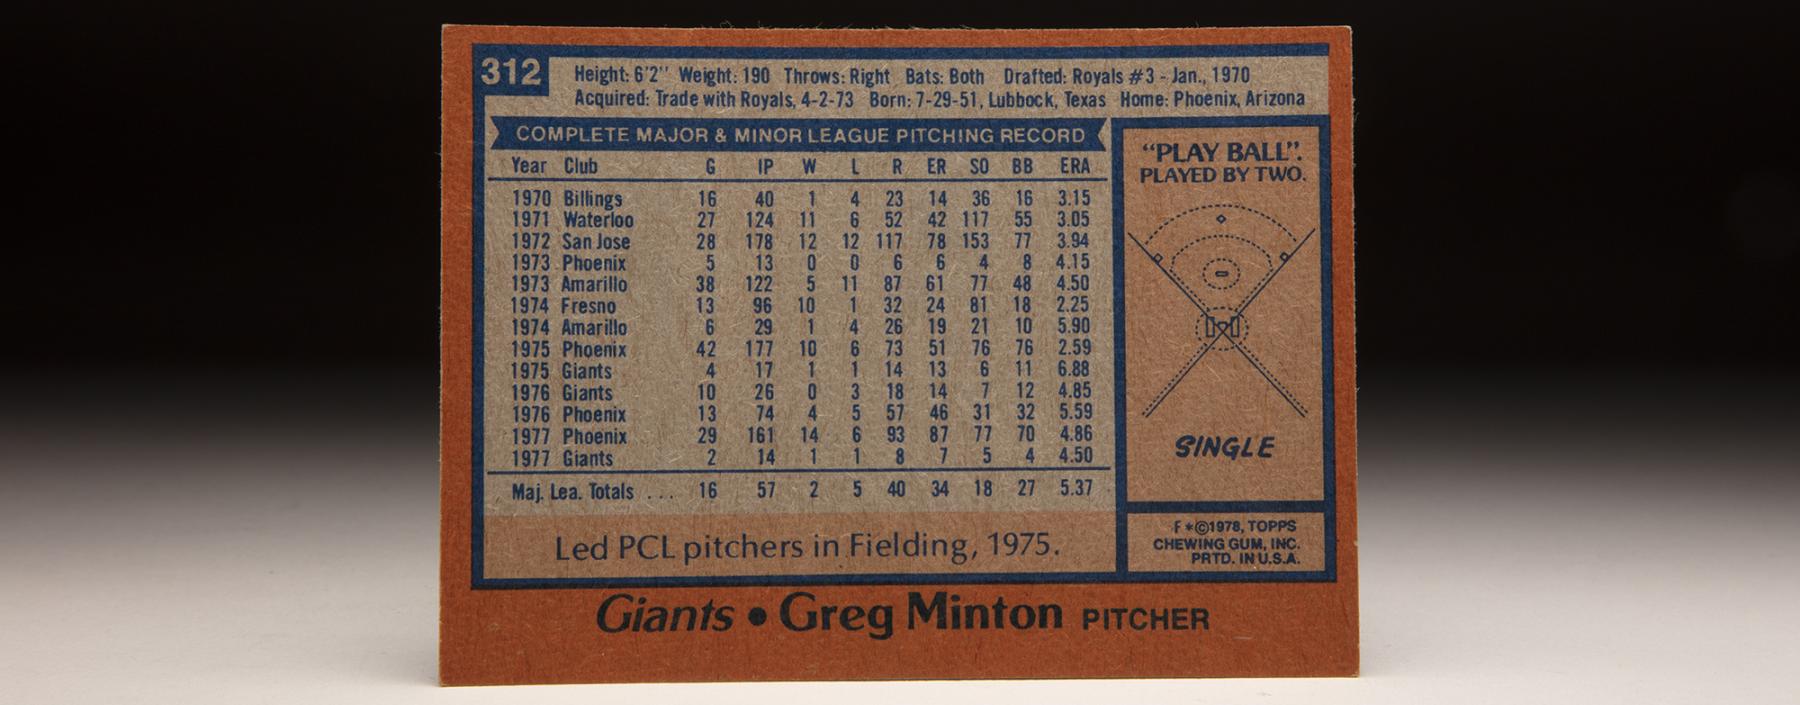 312
Height: 6'2" Weight: 190 Throws: Right Bats: Both Drafted: Royals #3 - Jan., 1970
Acquired: Trade with Royals, 4-2-73 Born: 7-29-51, Lubbock, Texas Home: Phoenix, Arizona
COMPLETE MAJOR & MINOR LEAGUE PITCHING RECORD
Year Club G IP W L R ER SO BB ERA
1970 Billings 16 40 1 4 23 14 36 16 3.15
1971 Waterloo 27 124 11 6 52 42 117 55 3.05
1972 San Jose 28 178 12 12 117 78 153 77 3.94
1973 Phoenix 5 13 0 0 6 6 4 8 4.15
1973 Amarillo 38 122 5 11 87 61 77 48 4.50
1974 Fresno 13 96 10 1 32 24 81 18 2.25
1974 Amarillo 6 29 1 4 26 19 21 10 5.90
1975 Phoenix 42 177 10 6 73 51 76 76 2.59
1975 Giants 4 17 1 1 14 13 6 11 6.88
1976 Giants 10 26 0 3 18 14 7 12 4.85
1976 Phoenix 13 74 4 5 57 46 31 32 5.59
1977 Phoenix 29 161 14 6 93 87 77 70 4.86
1977 Giants 2 14 1 1 8 7 5 4 4.50
Maj. Lea. Totals ... 16 57 2 5 40 34 18 27 5.37
Led PCL pitchers in Fielding, 1975.
"PLAY BALL".
PLAYED BY TWO.
SINGLE
F*©1978, TOPPS
CHEWING GUM, INC.
PRTD. IN U.S.A.
Giants • Greg Minton PITCHER